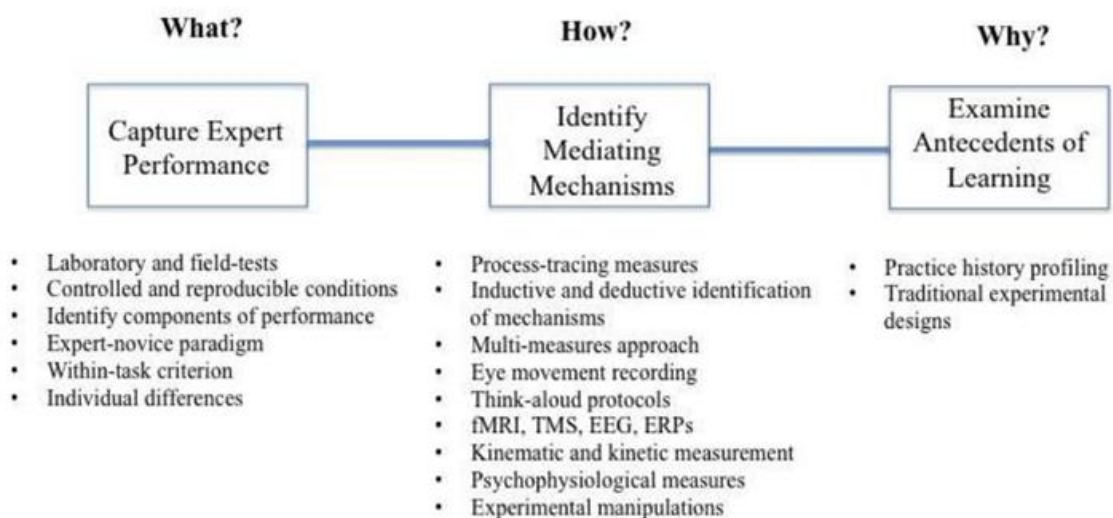 What?
How?
Why?
Capture Expert
Performance
Identify
Mediating
Mechanisms
Examine
Antecedents of
Learning
• Laboratory and field-tests
• Controlled and reproducible conditions
• Identify components of performance
• Expert-novice paradigm
• Within-task criterion
• Individual differences
• Process-tracing measures
• Inductive and deductive identification
of mechanisms
• Multi-measures approach
• Eye movement recording
• Think-aloud protocols
• fMRI, TMS, EEG, ERPs
• Kinematic and kinetic measurement
• Psychophysiological measures
• Experimental manipulations
• Practice history profiling
• Traditional experimental
designs